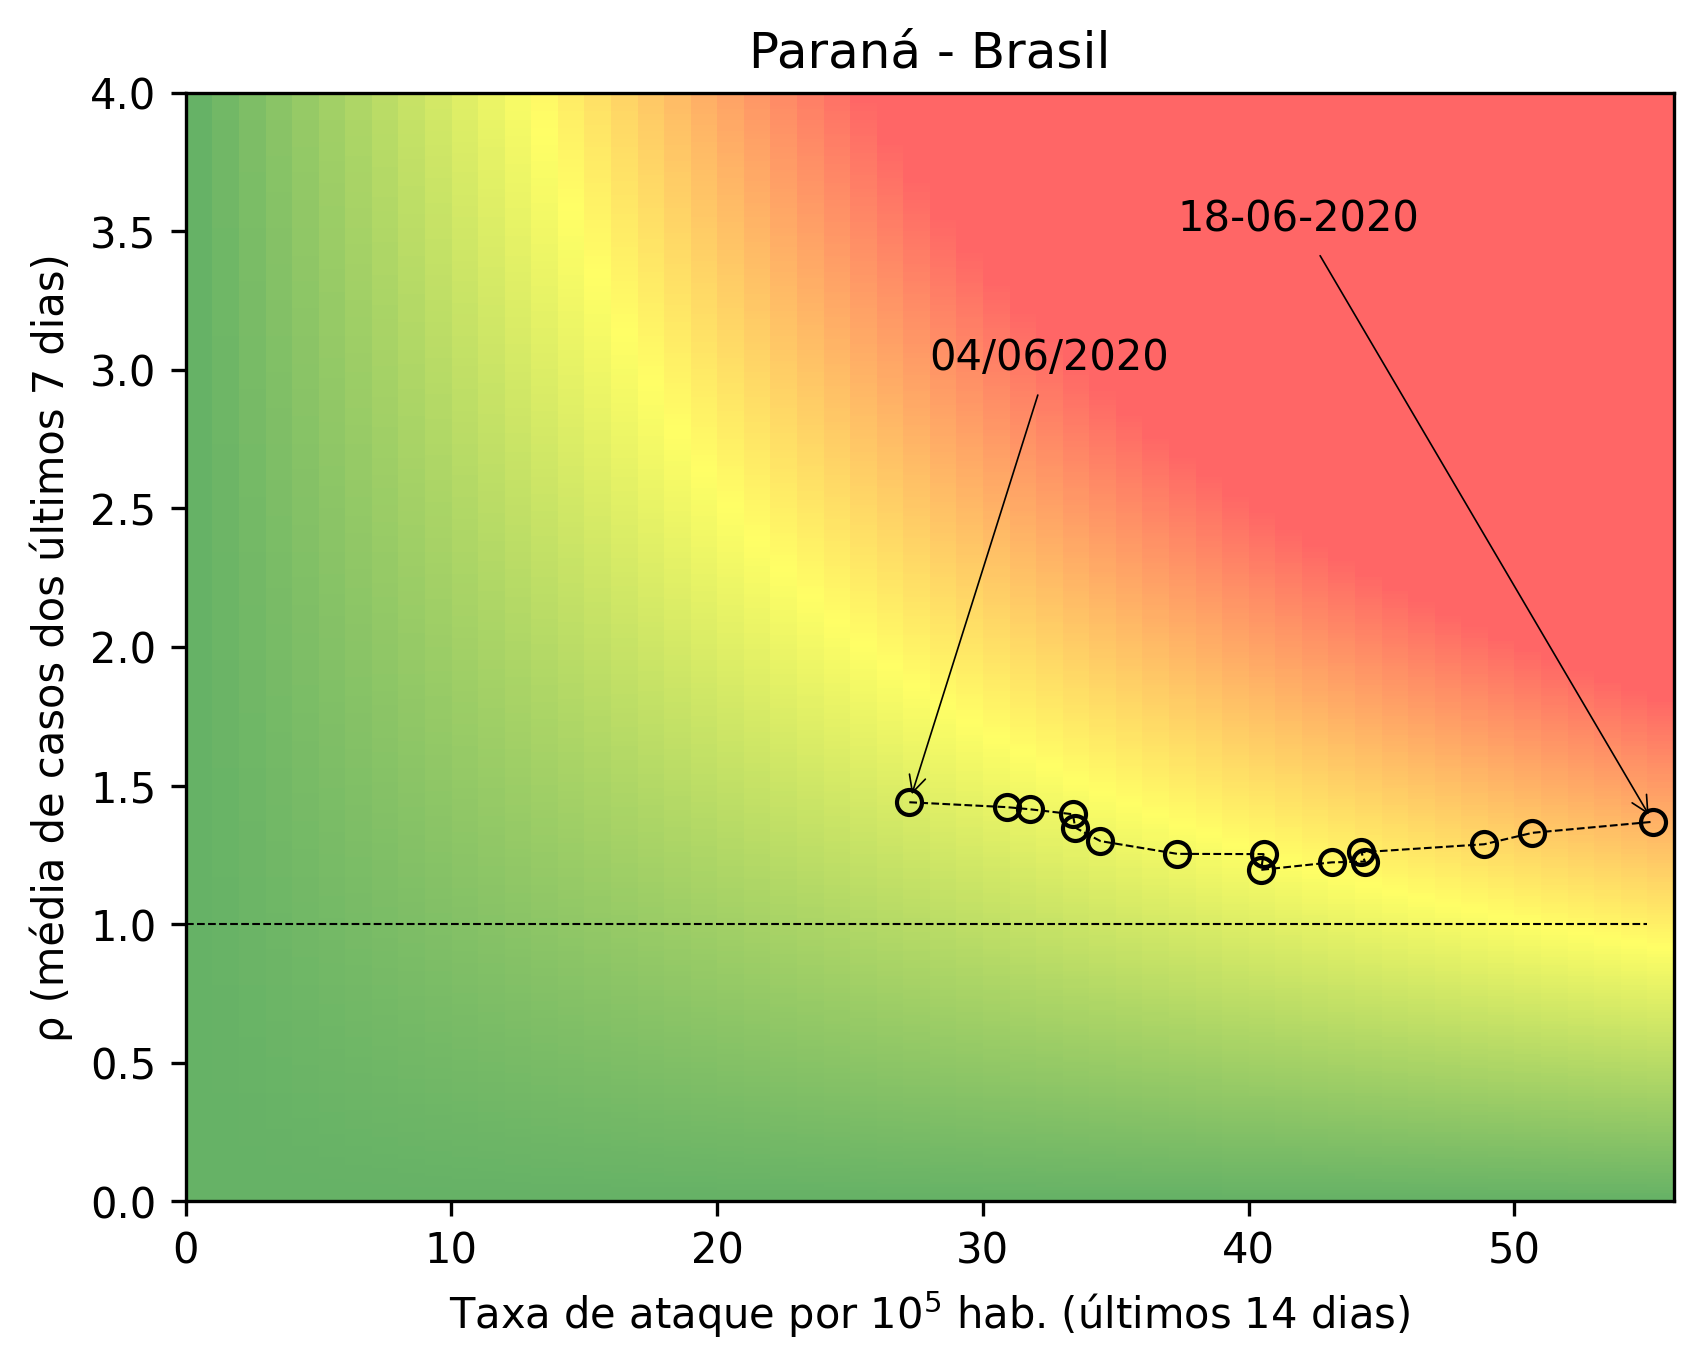 Paraná - Brasil
4.0
3.5
3.0
2.5
2.0
1.5
1.0
0.5
0.0
ρ (média de casos dos últimos 7 dias)
18-06-2020
04/06/2020
0 10 20 30 40 50
Taxa de ataque por 10⁵ hab. (últimos 14 dias)